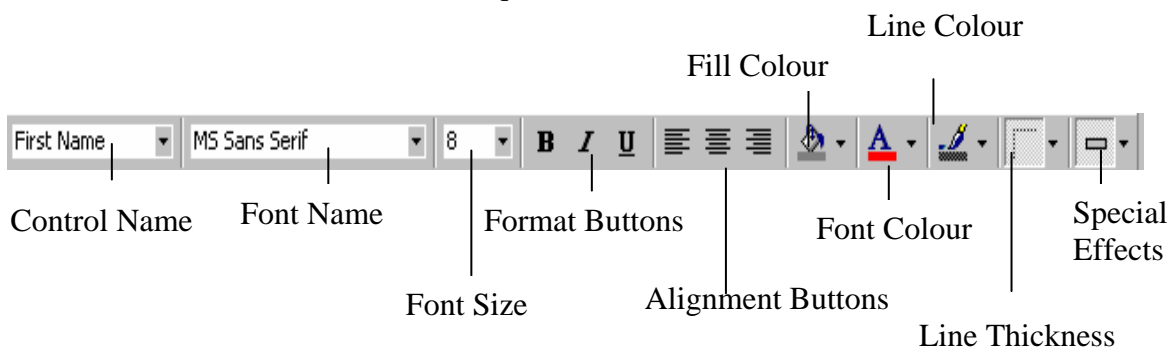 Line Colour
Fill Colour
First Name
MS Sans Serif
8
B I U
A
Control Name
Font Name
Format Buttons
Font Colour
Special
Effects
Font Size
Alignment Buttons
Line Thickness